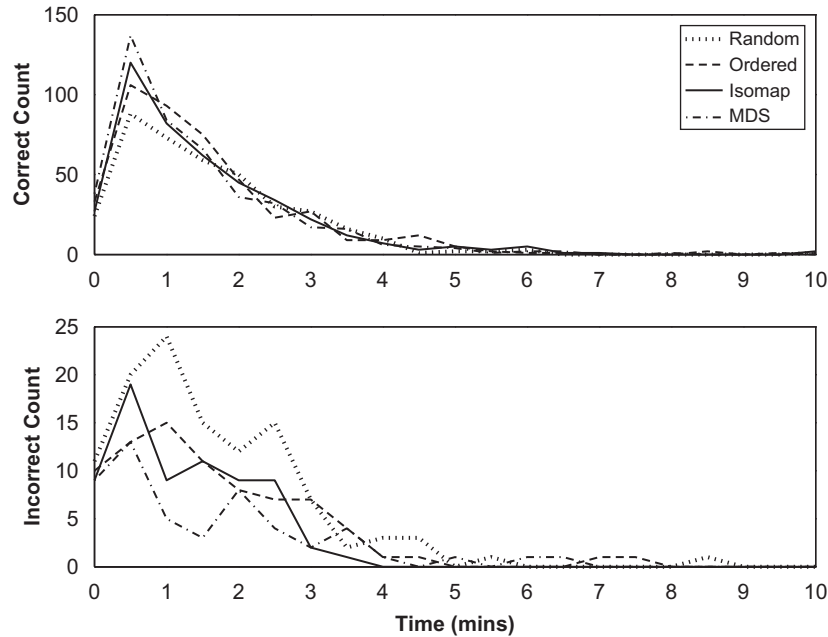 150
100
50
0
Correct Count
Random
Ordered
Isomap
MDS
0 1 2 3 4 5 6 7 8 9 10
25
20
15
10
5
0
Incorrect Count
0 1 2 3 4 5 6 7 8 9 10
Time (mins)